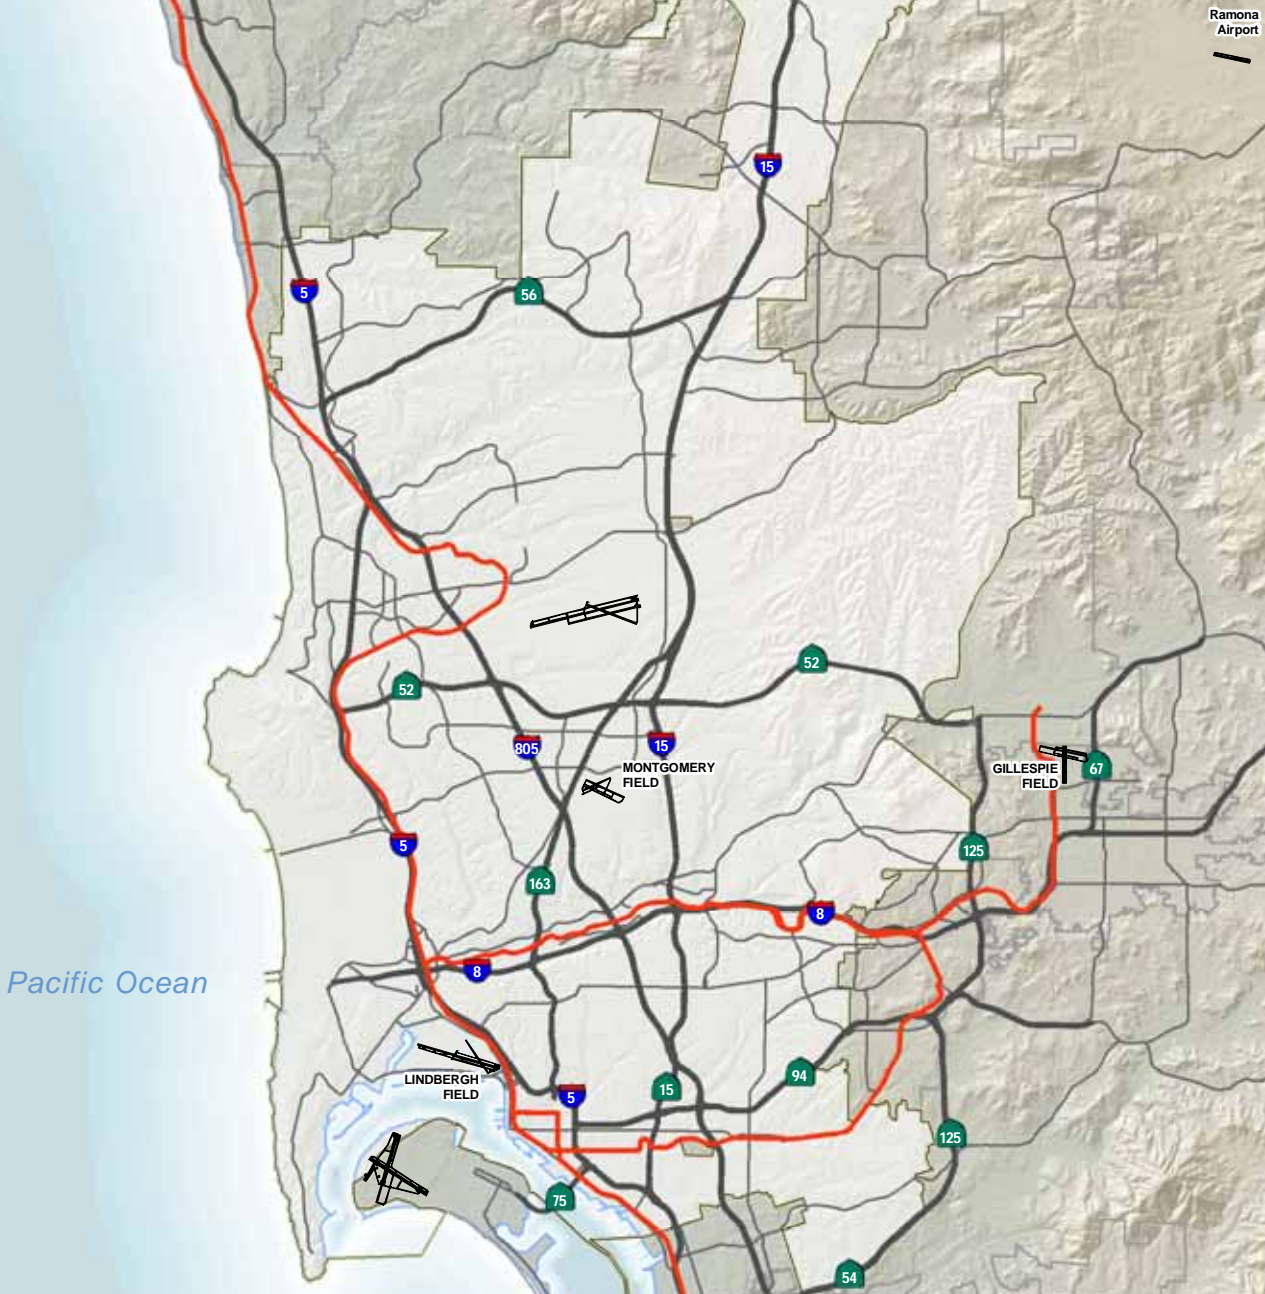 Ramona
Airport
15
5
56
52
52
805
15
MONTGOMERY
FIELD
GILLESPIE
FIELD
67
5
125
163
8
8
Pacific Ocean
LINDBERGH
FIELD
5
15
94
125
75
54